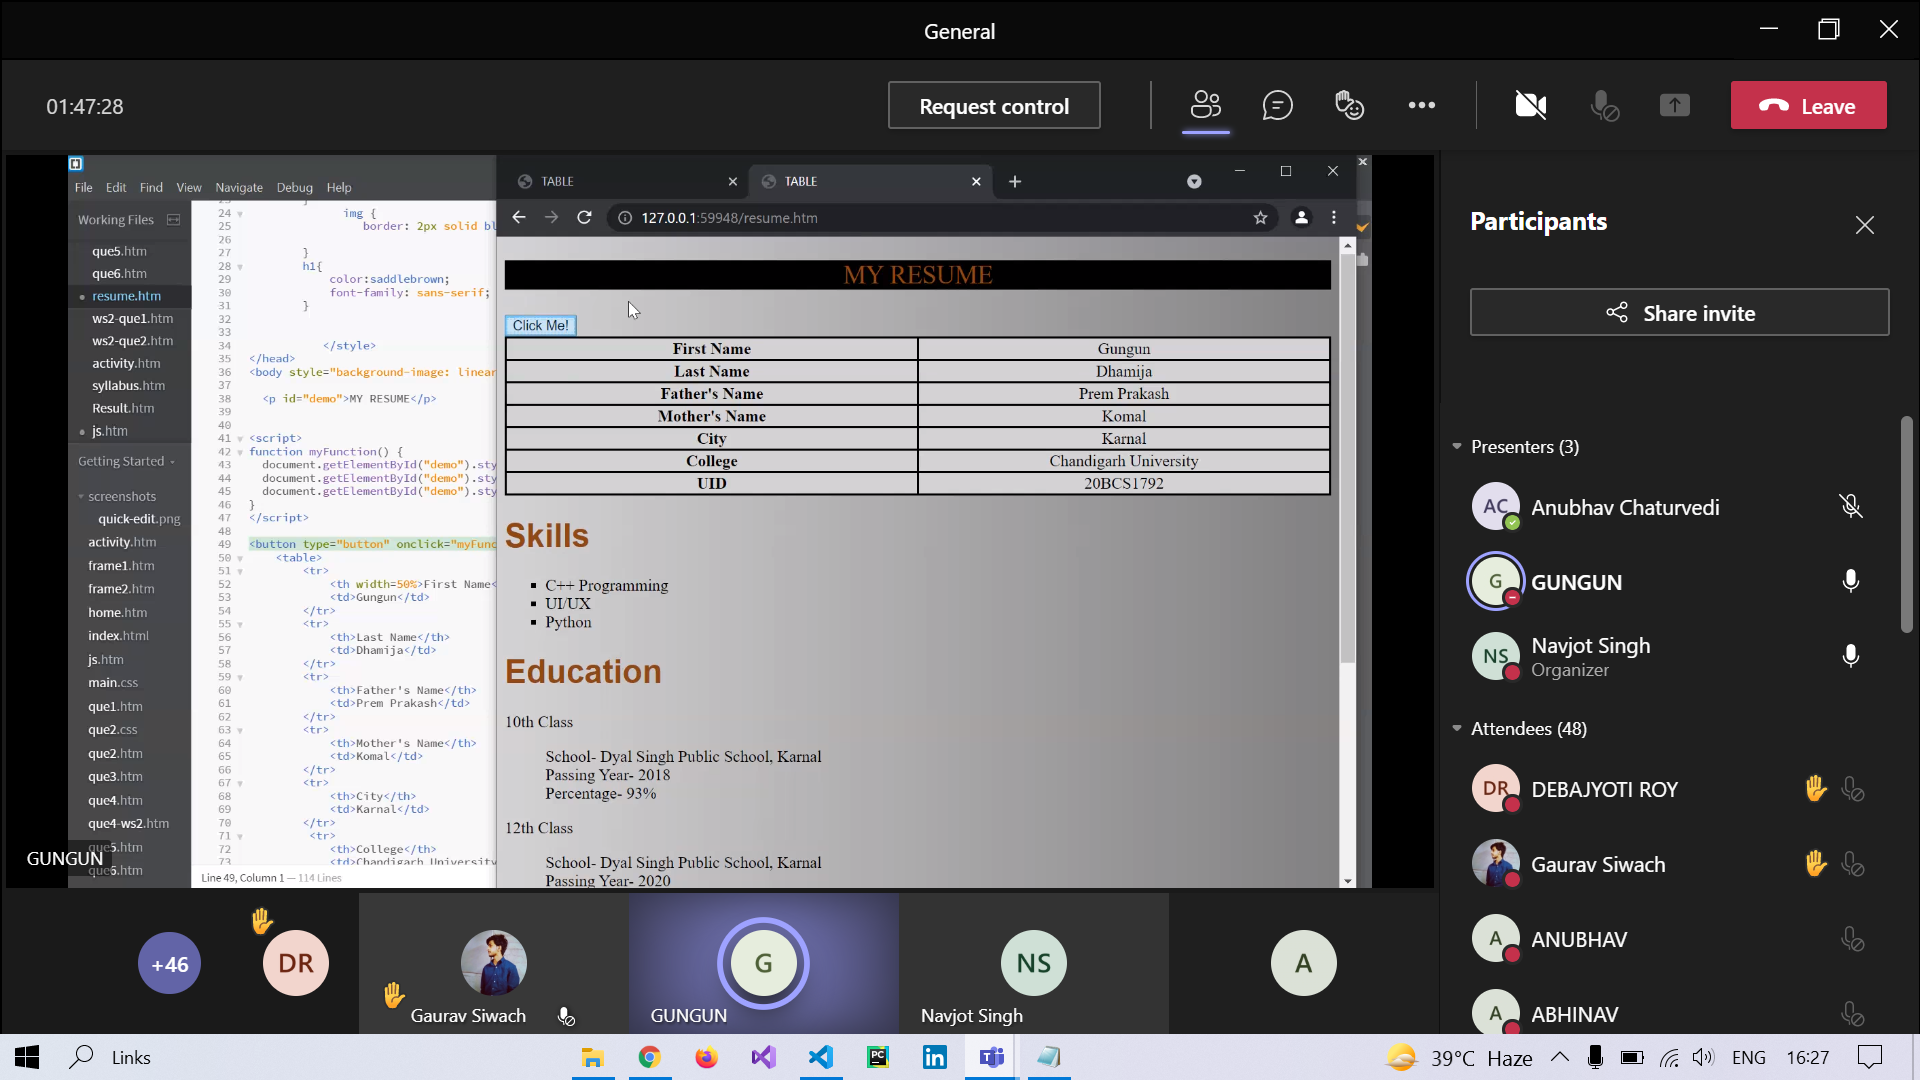 General
01:47:28
Request control
Leave
File Edit Find View Navigate Debug Help
Working Files
que5.htm
que6.htm
resume.htm
ws2-que1.htm
ws2-que2.htm
activity.htm
syllabus.htm
Result.htm
js.htm
Getting Started
screenshots
quick-edit.png
activity.htm
frame1.htm
frame2.htm
home.htm
index.html
js.htm
main.css
que1.htm
que2.css
que2.htm
que3.htm
que4.htm
que4-ws2.htm
que5.htm
que6.htm
GUNGUN
24 img {
25 border: 2px solid bl
26
27 }
28 h1{
29 color:saddlebrown;
30 font-family: sans-serif;
31 }
32
33
34 </style>
35 </head>
36 <body style="background-image: linear
37
38 <p id="demo">MY RESUME</p>
39
40
41 <script>
42 function myFunction() {
43 document.getElementById("demo").sty
44 document.getElementById("demo").sty
45 document.getElementById("demo").sty
46 }
47 </script>
48
49 <button type="button" onclick="myFunc
50 <table>
51 <tr>
52 <th width=50%>First Name<
53 <td>Gungun</td>
54 </tr>
55 <tr>
56 <th>Last Name</th>
57 <td>Dhamija</td>
58 </tr>
59 <tr>
60 <th>Father's Name</th>
61 <td>Prem Prakash</td>
62 </tr>
63 <tr>
64 <th>Mother's Name</th>
65 <td>Komal</td>
66 </tr>
67 <tr>
68 <th>City</th>
69 <td>Karnal</td>
70 </tr>
71 <tr>
72 <th>College</th>
73 <td>Chandigarh University
Line 49, Column 1 — 114 Lines
TABLE
TABLE
127.0.0.1:59948/resume.htm
MY RESUME
Click Me!
First Name Gungun
Last Name Dhamija
Father's Name Prem Prakash
Mother's Name Komal
City Karnal
College Chandigarh University
UID 20BCS1792
Skills
C++ Programming
UI/UX
Python
Education
10th Class
School- Dyal Singh Public School, Karnal
Passing Year- 2018
Percentage- 93%
12th Class
School- Dyal Singh Public School, Karnal
Passing Year- 2020
Participants
Share invite
Presenters (3)
AC Anubhav Chaturvedi
G GUNGUN
NS Navjot Singh
Organizer
Attendees (48)
DR DEBAJYOTI ROY
Gaurav Siwach
A ANUBHAV
A ABHINAV
+46
DR
Gaurav Siwach
G
GUNGUN
NS
Navjot Singh
A
Links
PC
39°C Haze
ENG
16:27